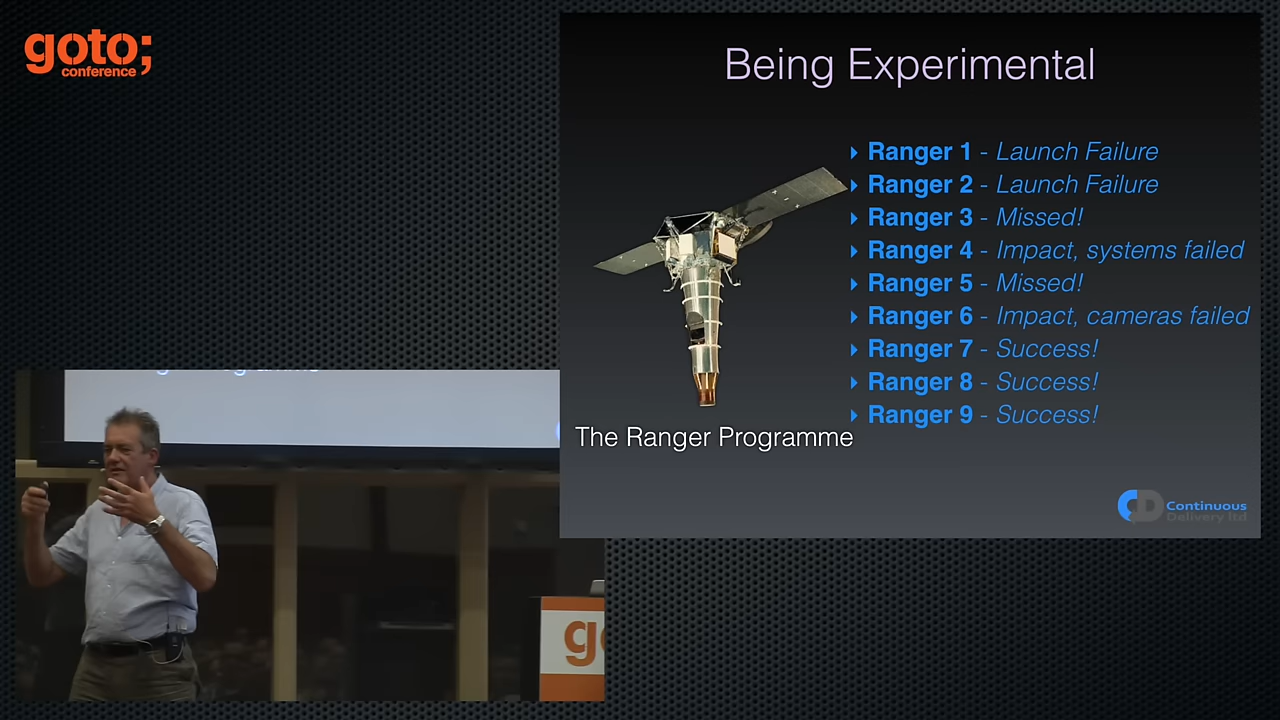 goto;
conference
Being Experimental
Ranger 1 - Launch Failure
Ranger 2 - Launch Failure
Ranger 3 - Missed!
Ranger 4 - Impact, systems failed
Ranger 5 - Missed!
Ranger 6 - Impact, cameras failed
Ranger 7 - Success!
Ranger 8 - Success!
Ranger 9 - Success!
The Ranger Programme
CD Continuous
Delivery ltd
g